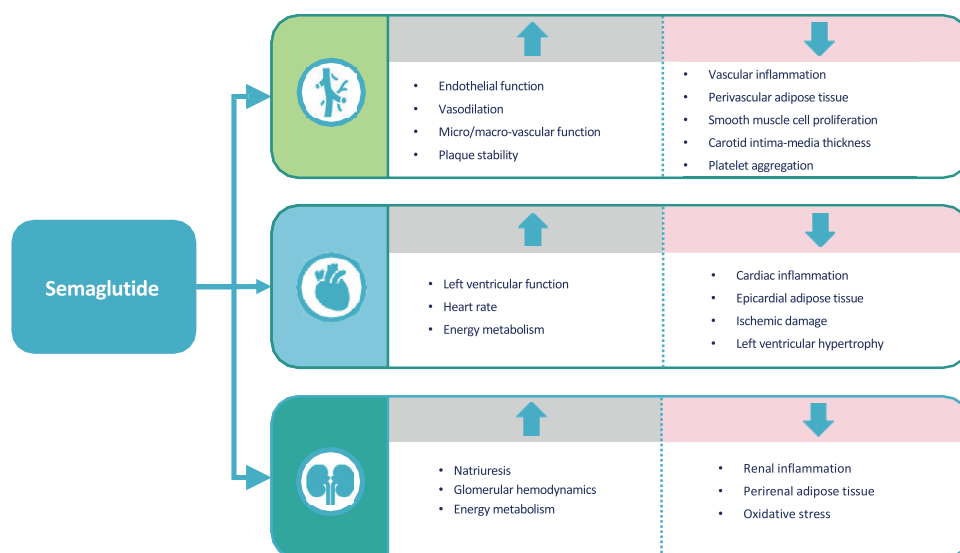 Semaglutide
• Endothelial function
• Vasodilation
• Micro/macro-vascular function
• Plaque stability
• Vascular inflammation
• Perivascular adipose tissue
• Smooth muscle cell proliferation
• Carotid intima-media thickness
• Platelet aggregation
• Left ventricular function
• Heart rate
• Energy metabolism
• Cardiac inflammation
• Epicardial adipose tissue
• Ischemic damage
• Left ventricular hypertrophy
• Natriuresis
• Glomerular hemodynamics
• Energy metabolism
• Renal inflammation
• Perirenal adipose tissue
• Oxidative stress